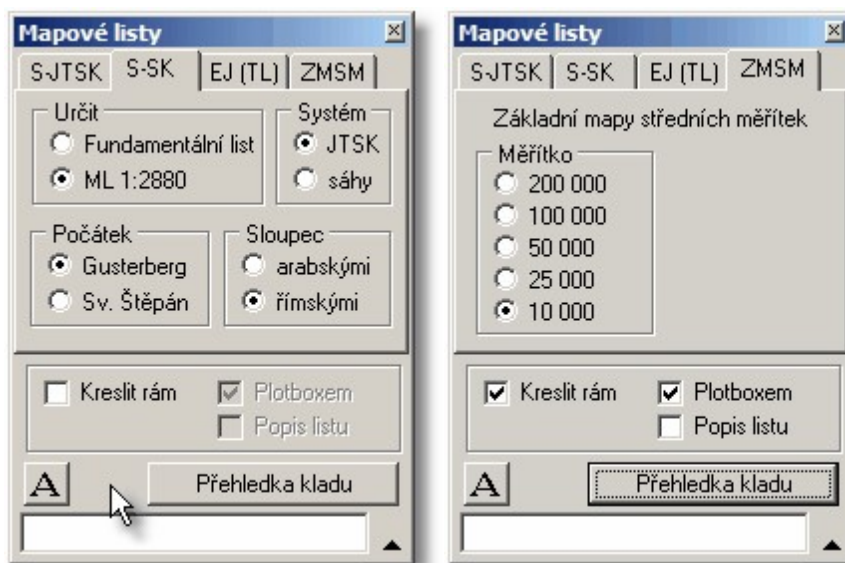 Mapové listy
S-JTSK S-SK EJ (TL) ZMSM
Určit
Fundamentální list
ML 1:2880
Systém
JTSK
sáhy
Počátek
Gusterberg
Sv. Štěpán
Sloupec
arabskými
římskými
Kreslit rám
Plotboxem
Popis listu
A
Přehledka kladu
Mapové listy
S-JTSK S-SK EJ (TL) ZMSM
Základní mapy středních měřítek
Měřítko
200 000
100 000
50 000
25 000
10 000
Kreslit rám
Plotboxem
Popis listu
A
Přehledka kladu